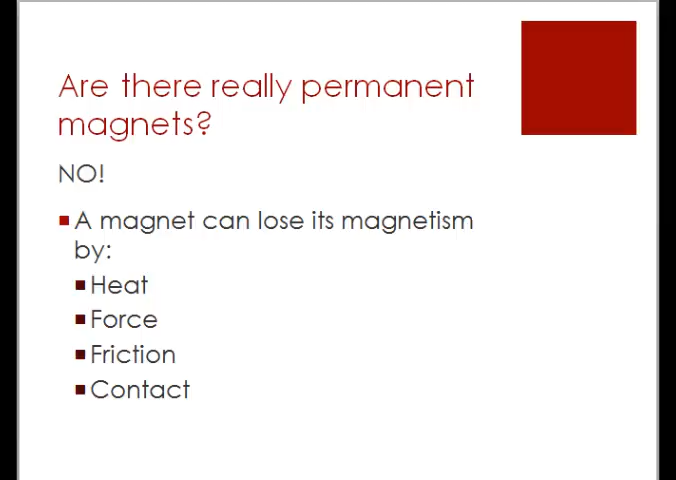 Are there really permanent
magnets?
NO!
A magnet can lose its magnetism
by:
Heat
Force
Friction
Contact